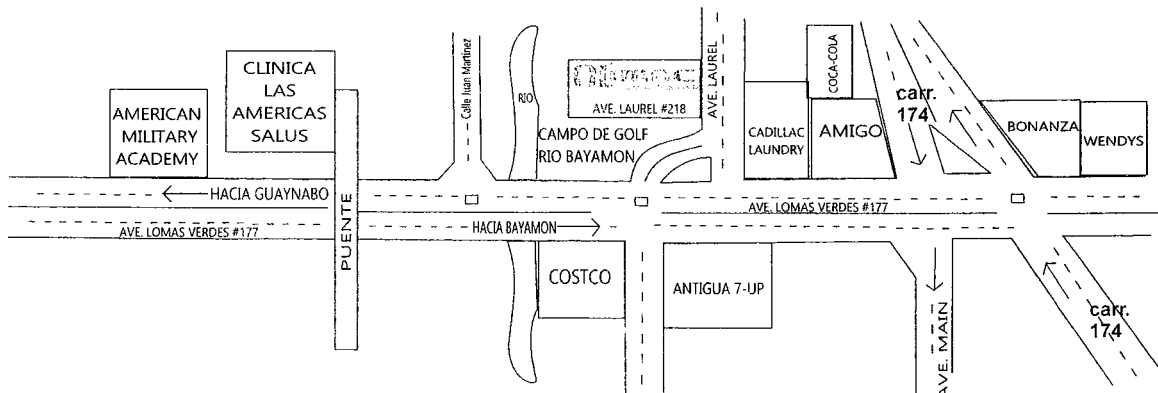 CLINICA
LAS
AMERICAS
SALUS
AMERICAN
MILITARY
ACADEMY
PUENTE
Calle Juan Martinez
RIO
AVE. LAUREL #218
CAMPO DE GOLF
RIO BAYAMON
AVE. LAUREL
CADILLAC
LAUNDRY
COCA-COLA
AMIGO
carr.
174
BONANZA
WENDYS
HACIA GUAYNABO
AVE. LOMAS VERDES #177
HACIA BAYAMON
AVE. LOMAS VERDES #177
COSTCO
ANTIGUA 7-UP
AVE. MAIN
carr.
174